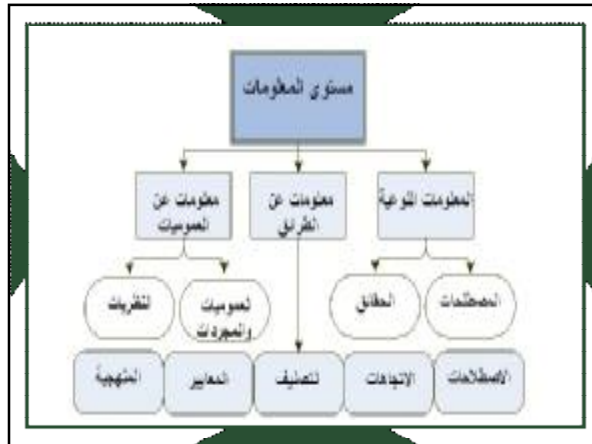 مستوى المعلومات
المعلومات النوعية
معلومات عن
الطرائق
معلومات عن
العموميات
المصطلحات
الحقائق
العموميات
والمجردات
النظريات
الاصطلاحات
الاتجاهات
التصنيف
المعايير
المنهجية